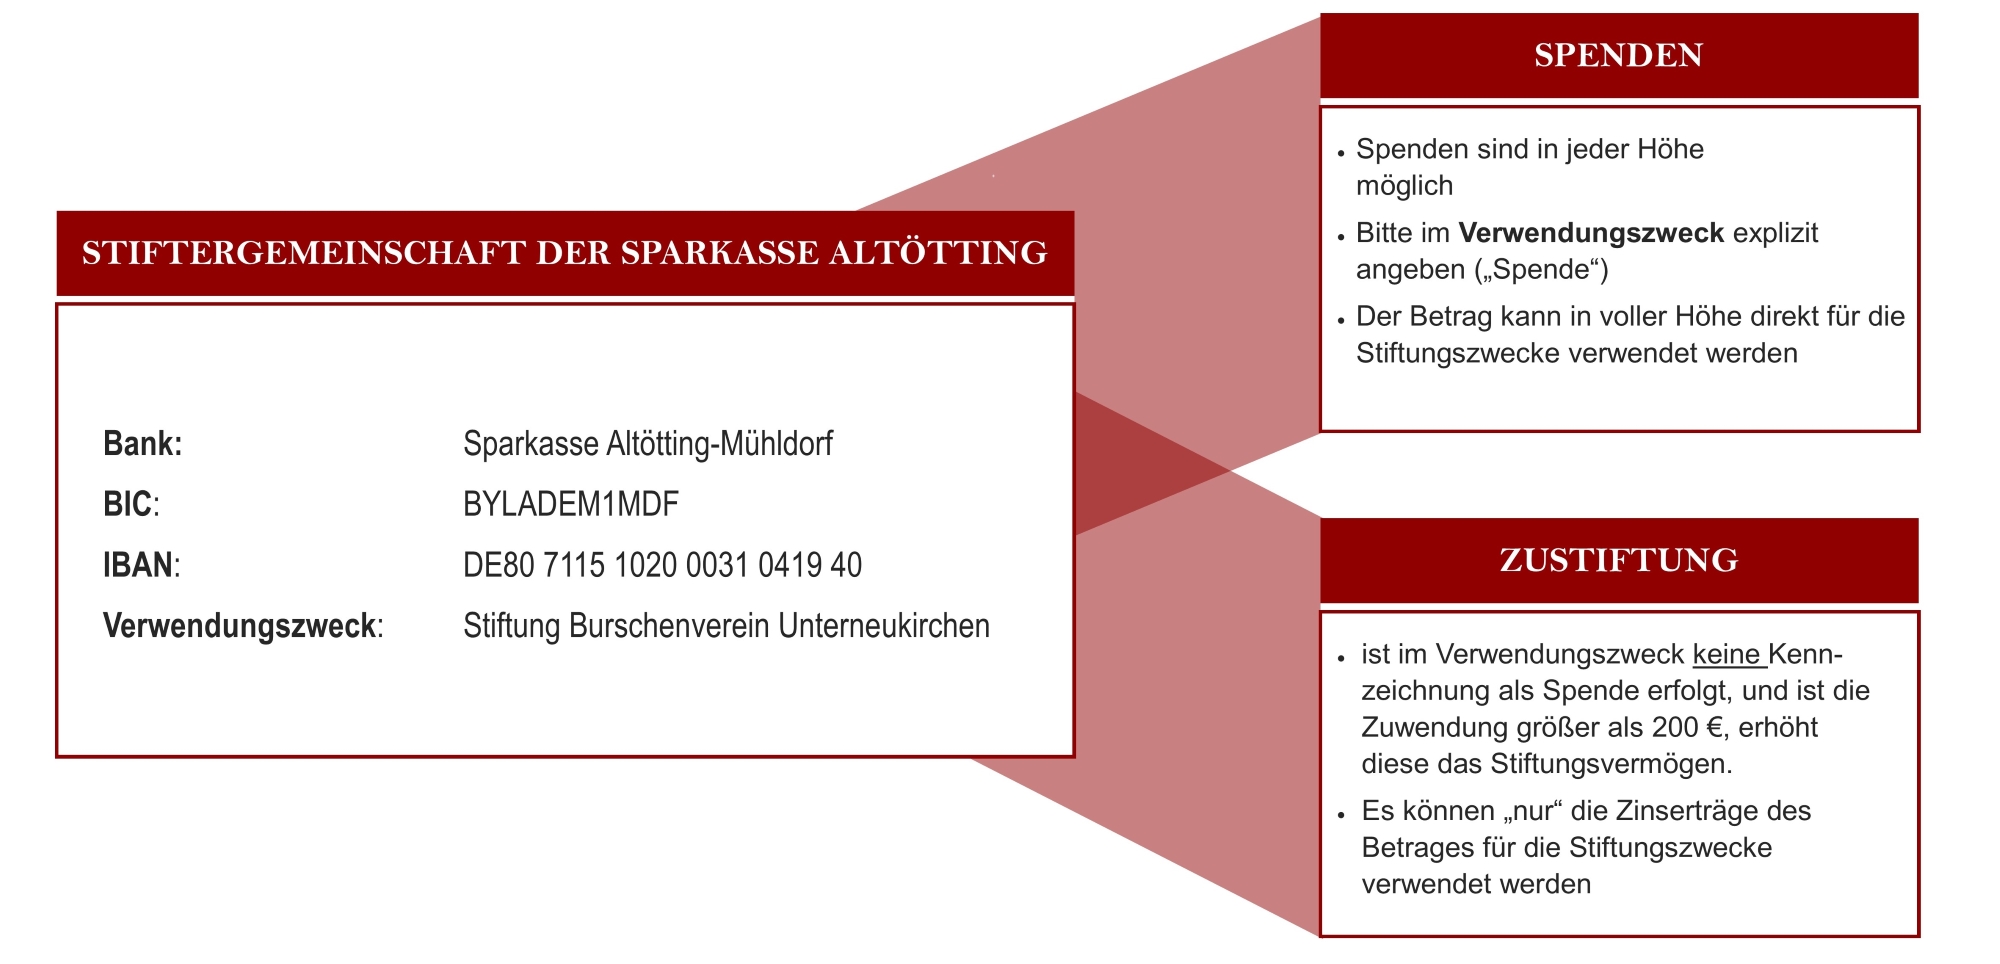 STIFTERGEMEINSCHAFT DER SPARKASSE ALTÖTTING
Bank: Sparkasse Altötting-Mühldorf
BIC: BYLADEM1MDF
IBAN: DE80 7115 1020 0031 0419 40
Verwendungszweck: Stiftung Burschenverein Unterneukirchen
SPENDEN
• Spenden sind in jeder Höhe
möglich
• Bitte im Verwendungszweck explizit
angeben („Spende“)
• Der Betrag kann in voller Höhe direkt für die
Stiftungszwecke verwendet werden
ZUSTIFTUNG
• ist im Verwendungszweck keine Kenn-
zeichnung als Spende erfolgt, und ist die
Zuwendung größer als 200 €, erhöht
diese das Stiftungsvermögen.
• Es können „nur“ die Zinserträge des
Betrages für die Stiftungszwecke
verwendet werden